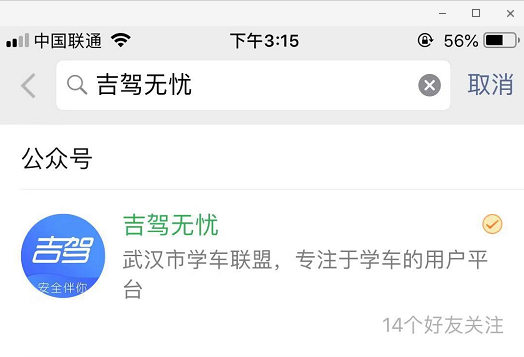 中国联通 下午3:15 56%
吉驾无忧 取消
公众号
吉驾无忧
武汉市学车联盟，专注于学车的用户平
台
吉驾
安全伴你
14个好友关注